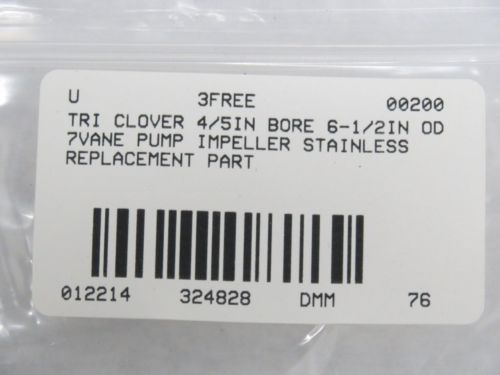 U 3FREE 00200
TRI CLOVER 4/5IN BORE 6-1/2IN OD
7VANE PUMP IMPELLER STAINLESS
REPLACEMENT PART
012214 324828 DMM 76